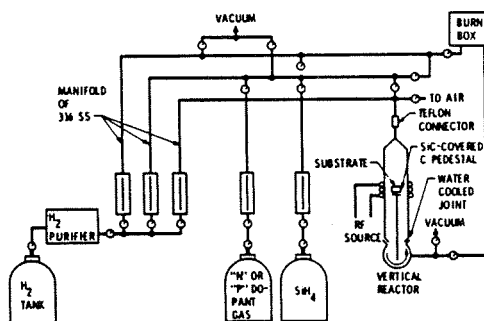 VACUUM
BURN
BOX
MANIFOLD
OF
316 SS
TO AIR
TEFLON
CONNECTOR
SiC-COVERED
C PEDESTAL
SUBSTRATE
WATER
COOLED
JOINT
VACUUM
RF
SOURCE
H2
PURIFIER
VERTICAL
REACTOR
H2
TANK
"N" OR
"P" DO-
PANT
GAS
SiH4